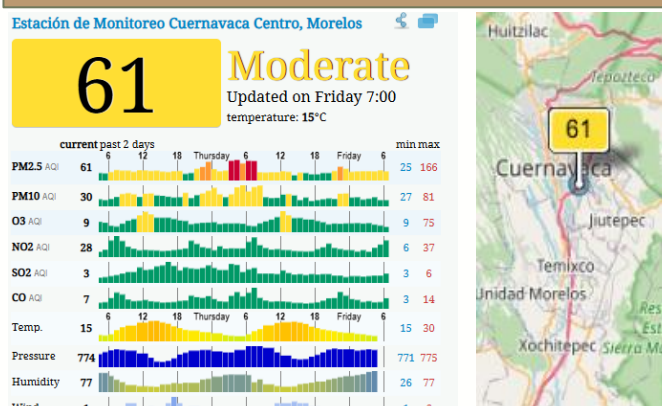 Estación de Monitoreo Cuernavaca Centro, Morelos
61
Moderate
Updated on Friday 7:00
temperature: 15°C
current past 2 days min max
6 12 18 Thursday 6 12 18 Friday 6
PM2.5 AQI 61 25 166
PM10 AQI 30 27 81
O3 AQI 9 9 75
NO2 AQI 28 6 37
SO2 AQI 3 3 6
CO AQI 7 3 14
6 12 18 Thursday 6 12 18 Friday 6
Temp. 15 15 30
Pressure 774 771 775
Humidity 77 26 77
Huitzilac
Tepozteco
61
Cuernavaca
Jiutepec
Temixco
Unidad Morelos
Xochitepec